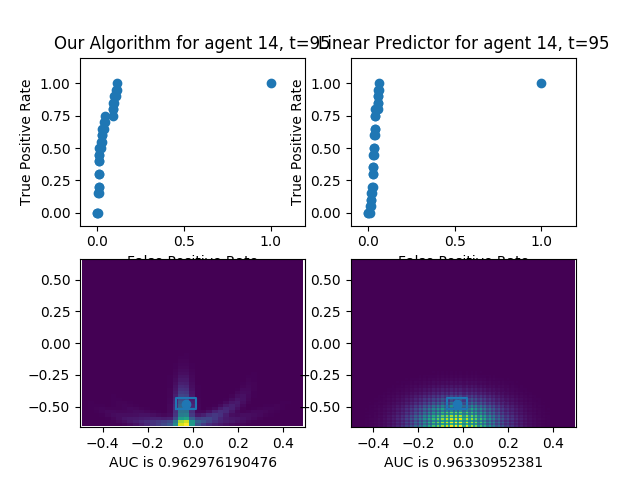 Our Algorithm for agent 14, t=95
Linear Predictor for agent 14, t=95
True Positive Rate
1.00
0.75
0.50
0.25
0.00
0.0 0.5 1.0
False Positive Rate
True Positive Rate
1.00
0.75
0.50
0.25
0.00
0.0 0.5 1.0
False Positive Rate
0.50
0.25
0.00
−0.25
−0.50
−0.4 −0.2 0.0 0.2 0.4
AUC is 0.962976190476
0.50
0.25
0.00
−0.25
−0.50
−0.4 −0.2 0.0 0.2 0.4
AUC is 0.96330952381